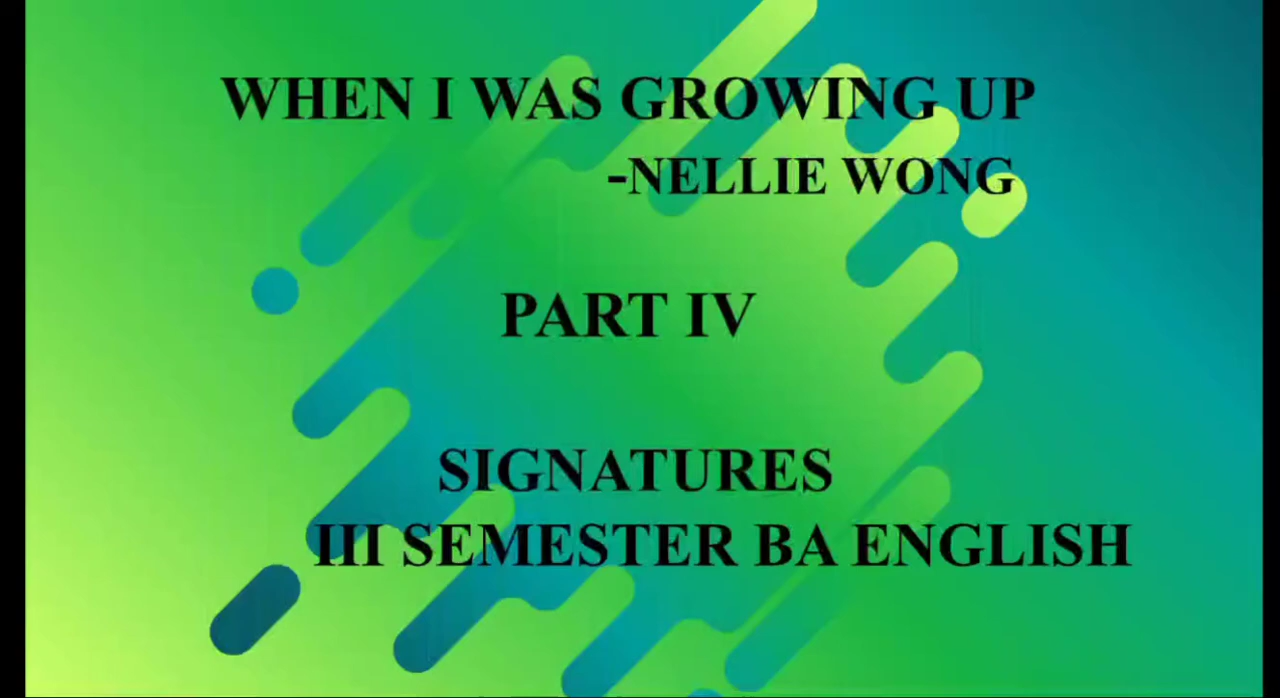 WHEN I WAS GROWING UP
-NELLIE WONG
PART IV
SIGNATURES
III SEMESTER BA ENGLISH